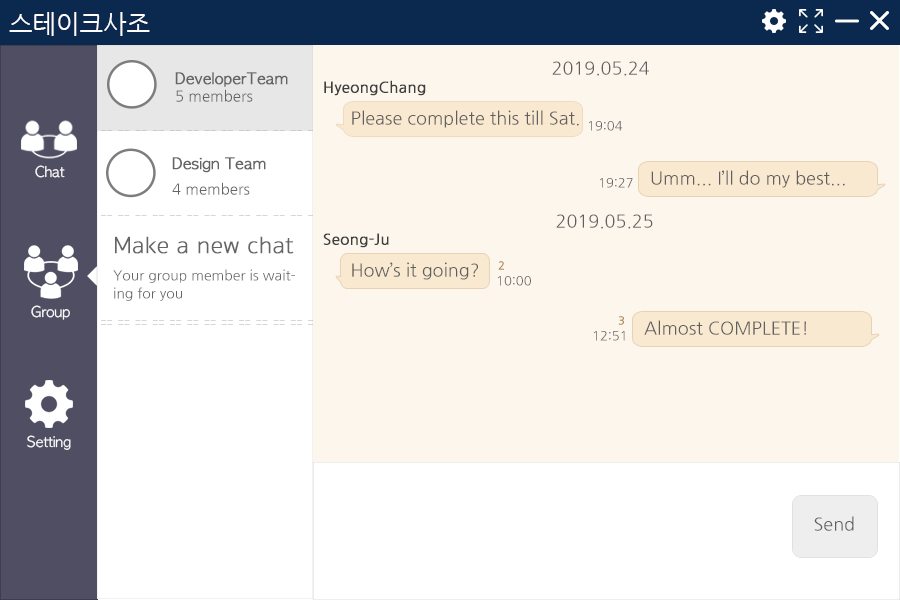 스테이크사조
Chat
Group
Setting
DeveloperTeam
5 members
Design Team
4 members
Make a new chat
Your group member is wait-
ing for you
2019.05.24
HyeongChang
Please complete this till Sat.
19:04
19:27
Umm... I'll do my best...
2019.05.25
Seong-Ju
How's it going?
2
10:00
3
12:51
Almost COMPLETE!
Send